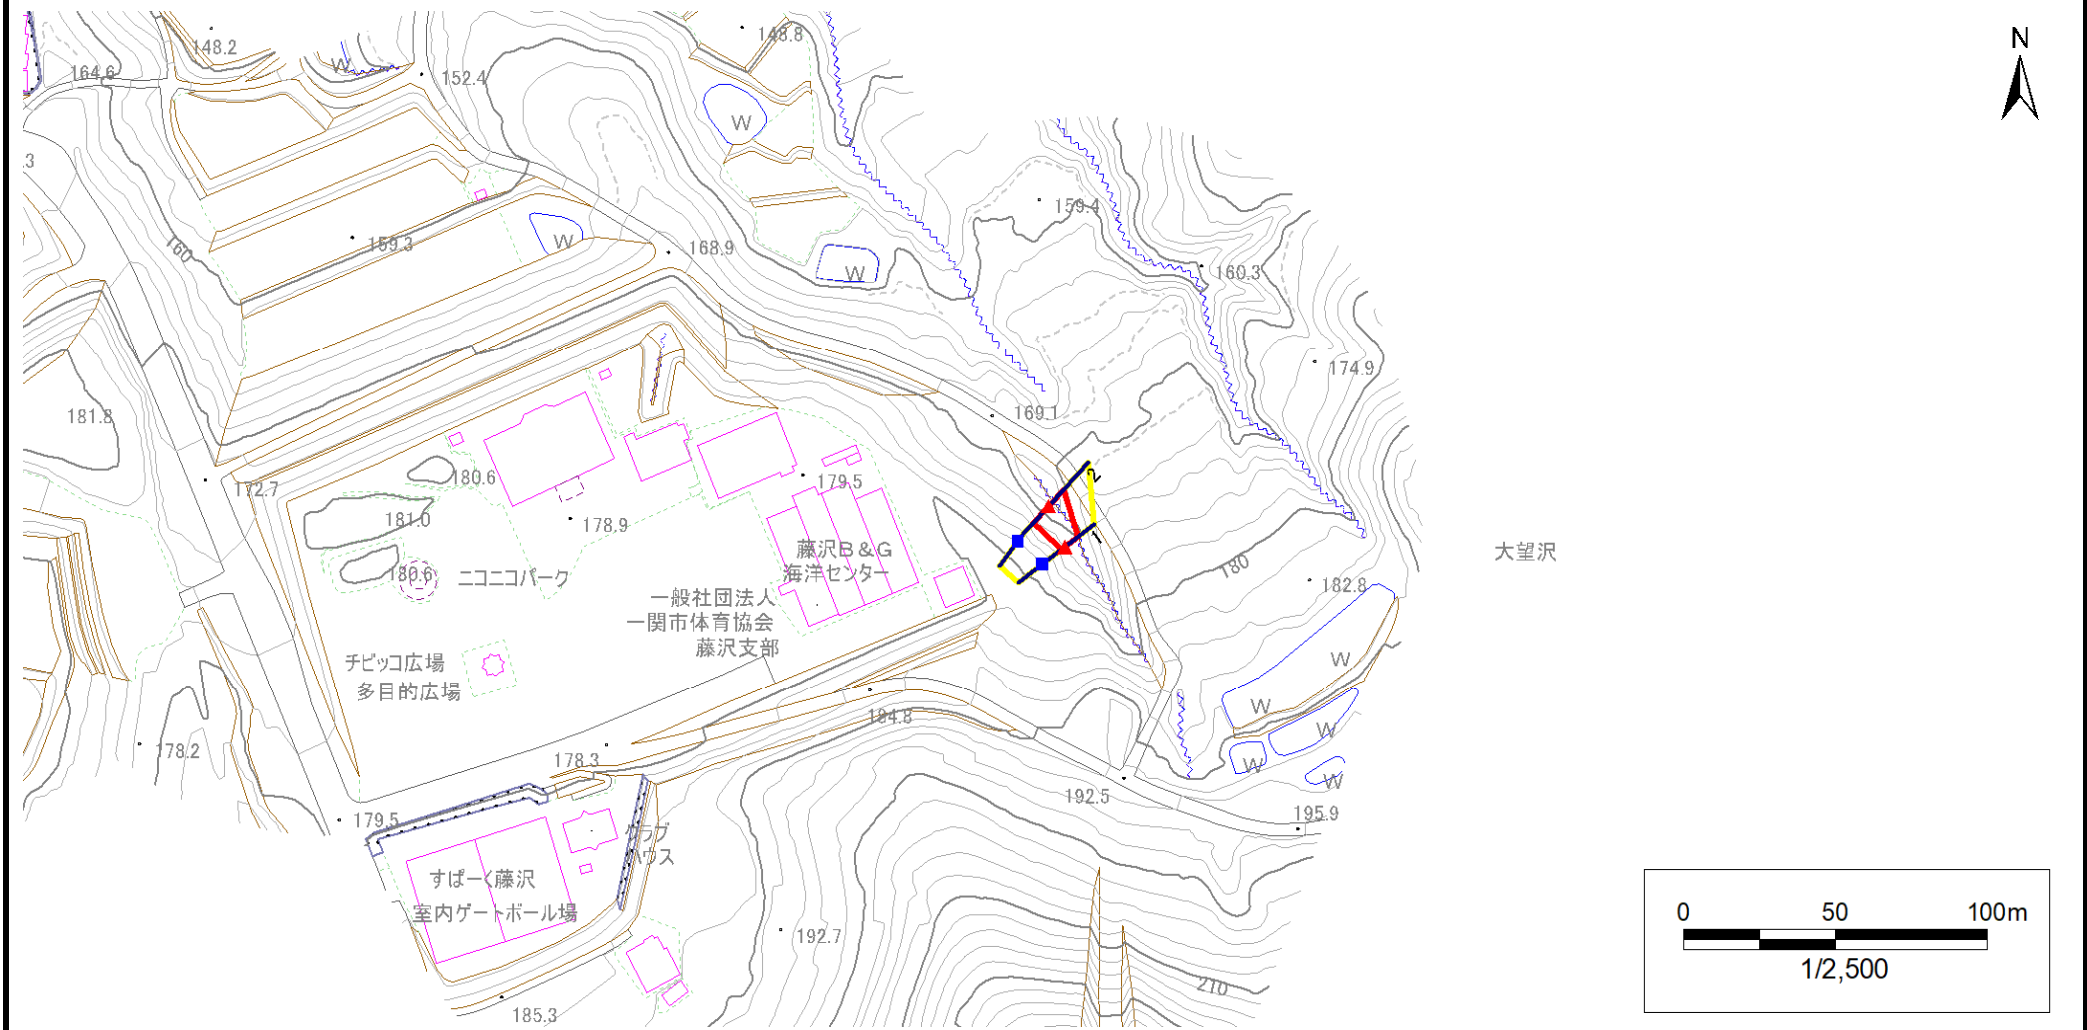 N
148.2
148.8
164.6
W
152.4
W
.3
159.4
160
159.3
W
168.9
W
160.3
174.9
181.8
169.1
172.7
180.6
179.5
2
181.0
178.9
1
藤沢B&G
海洋センター
大望沢
180.6
ニコニコパーク
180
182.8
一般社団法人
一関市体育協会
藤沢支部
チビッコ広場
多目的広場
W
W
184.8
W
178.2
178.3
W
W
192.5
195.9
179.5
クラブ
ハウス
すぱーく藤沢
室内ゲートボール場
192.7
210
185.3
0 50 100m
1/2,500